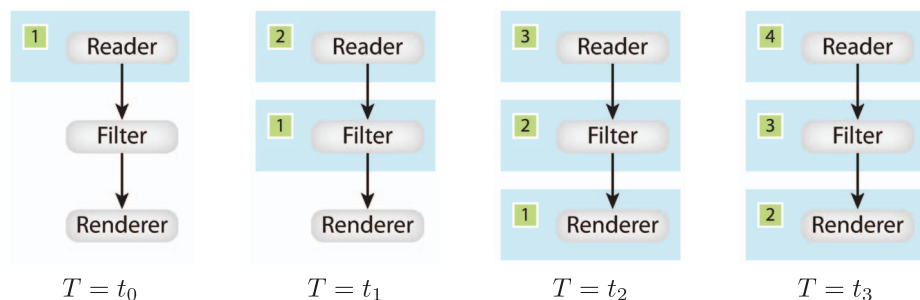 1 Reader 2 Reader 3 Reader 4 Reader
Filter 1 Filter 2 Filter 3 Filter
Renderer Renderer 1 Renderer 2 Renderer
T = t₀ T = t₁ T = t₂ T = t₃